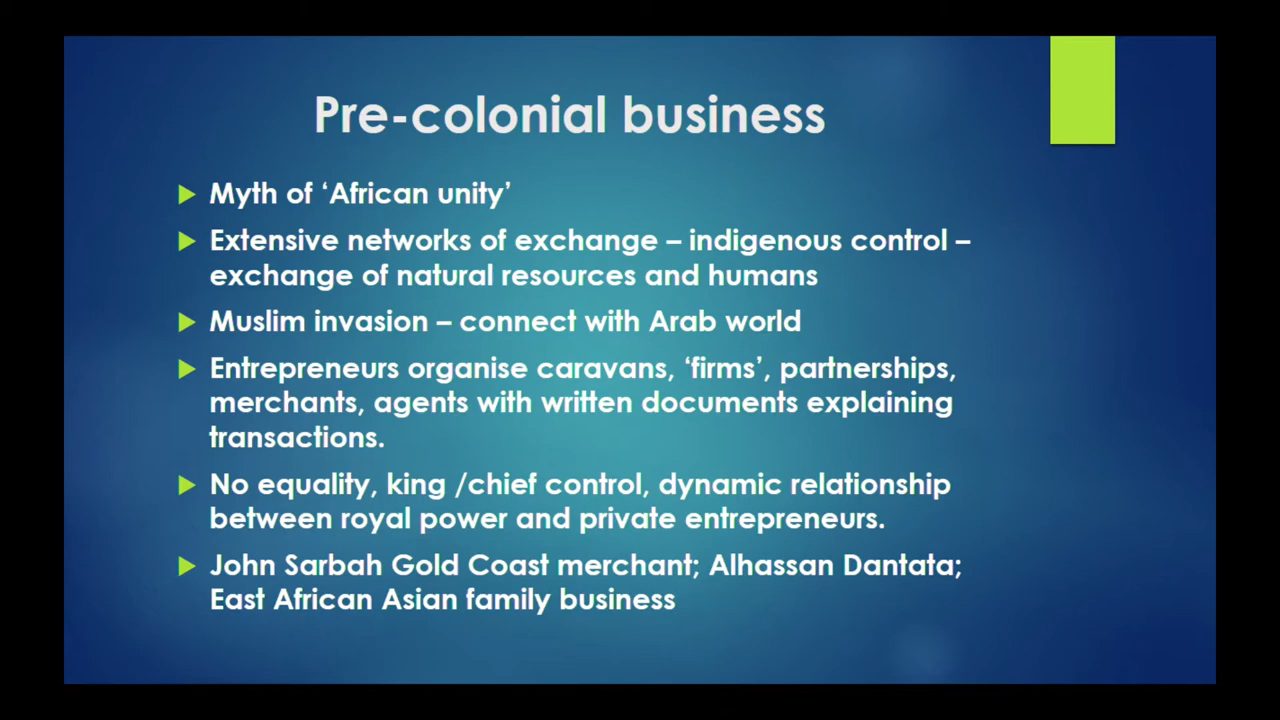 Pre-colonial business
Myth of ‘African unity’
Extensive networks of exchange – indigenous control –
exchange of natural resources and humans
Muslim invasion – connect with Arab world
Entrepreneurs organise caravans, ‘firms’, partnerships,
merchants, agents with written documents explaining
transactions.
No equality, king /chief control, dynamic relationship
between royal power and private entrepreneurs.
John Sarbah Gold Coast merchant; Alhassan Dantata;
East African Asian family business